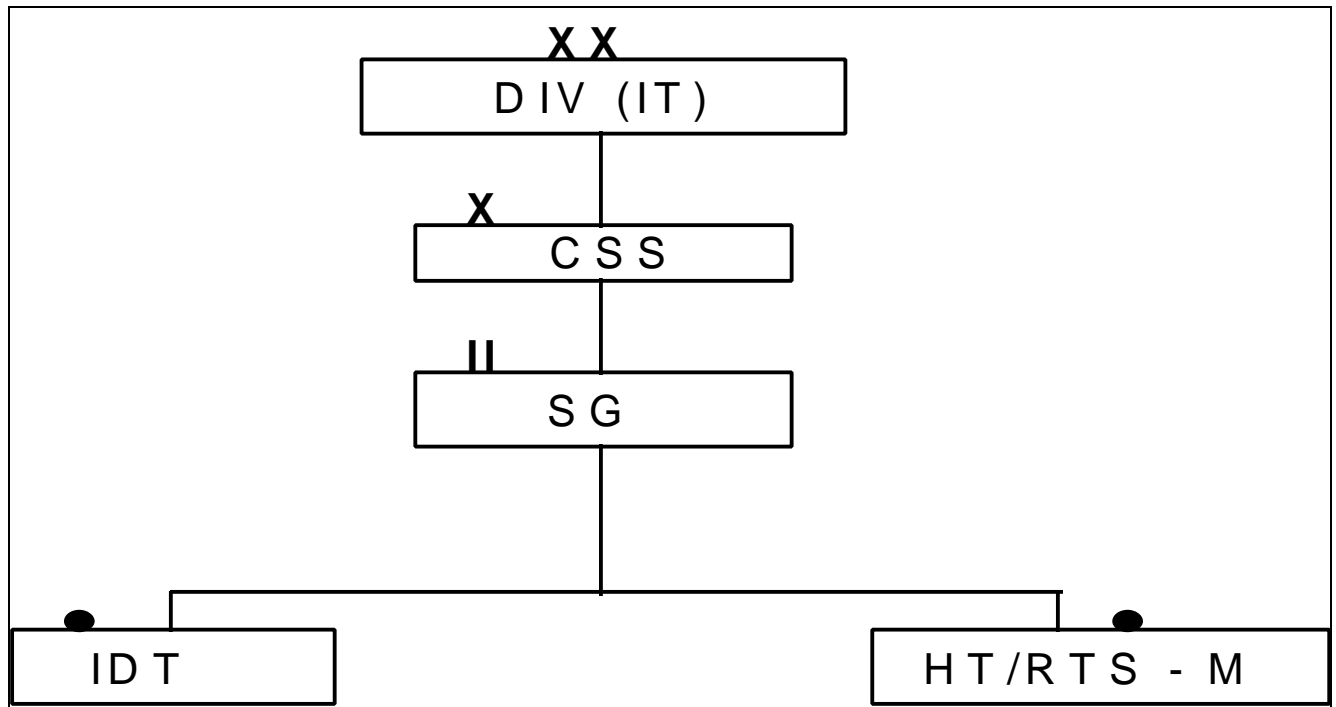 XX
DIV (IT)
X
CSS
II
SG
IDT
HT/RTS - M